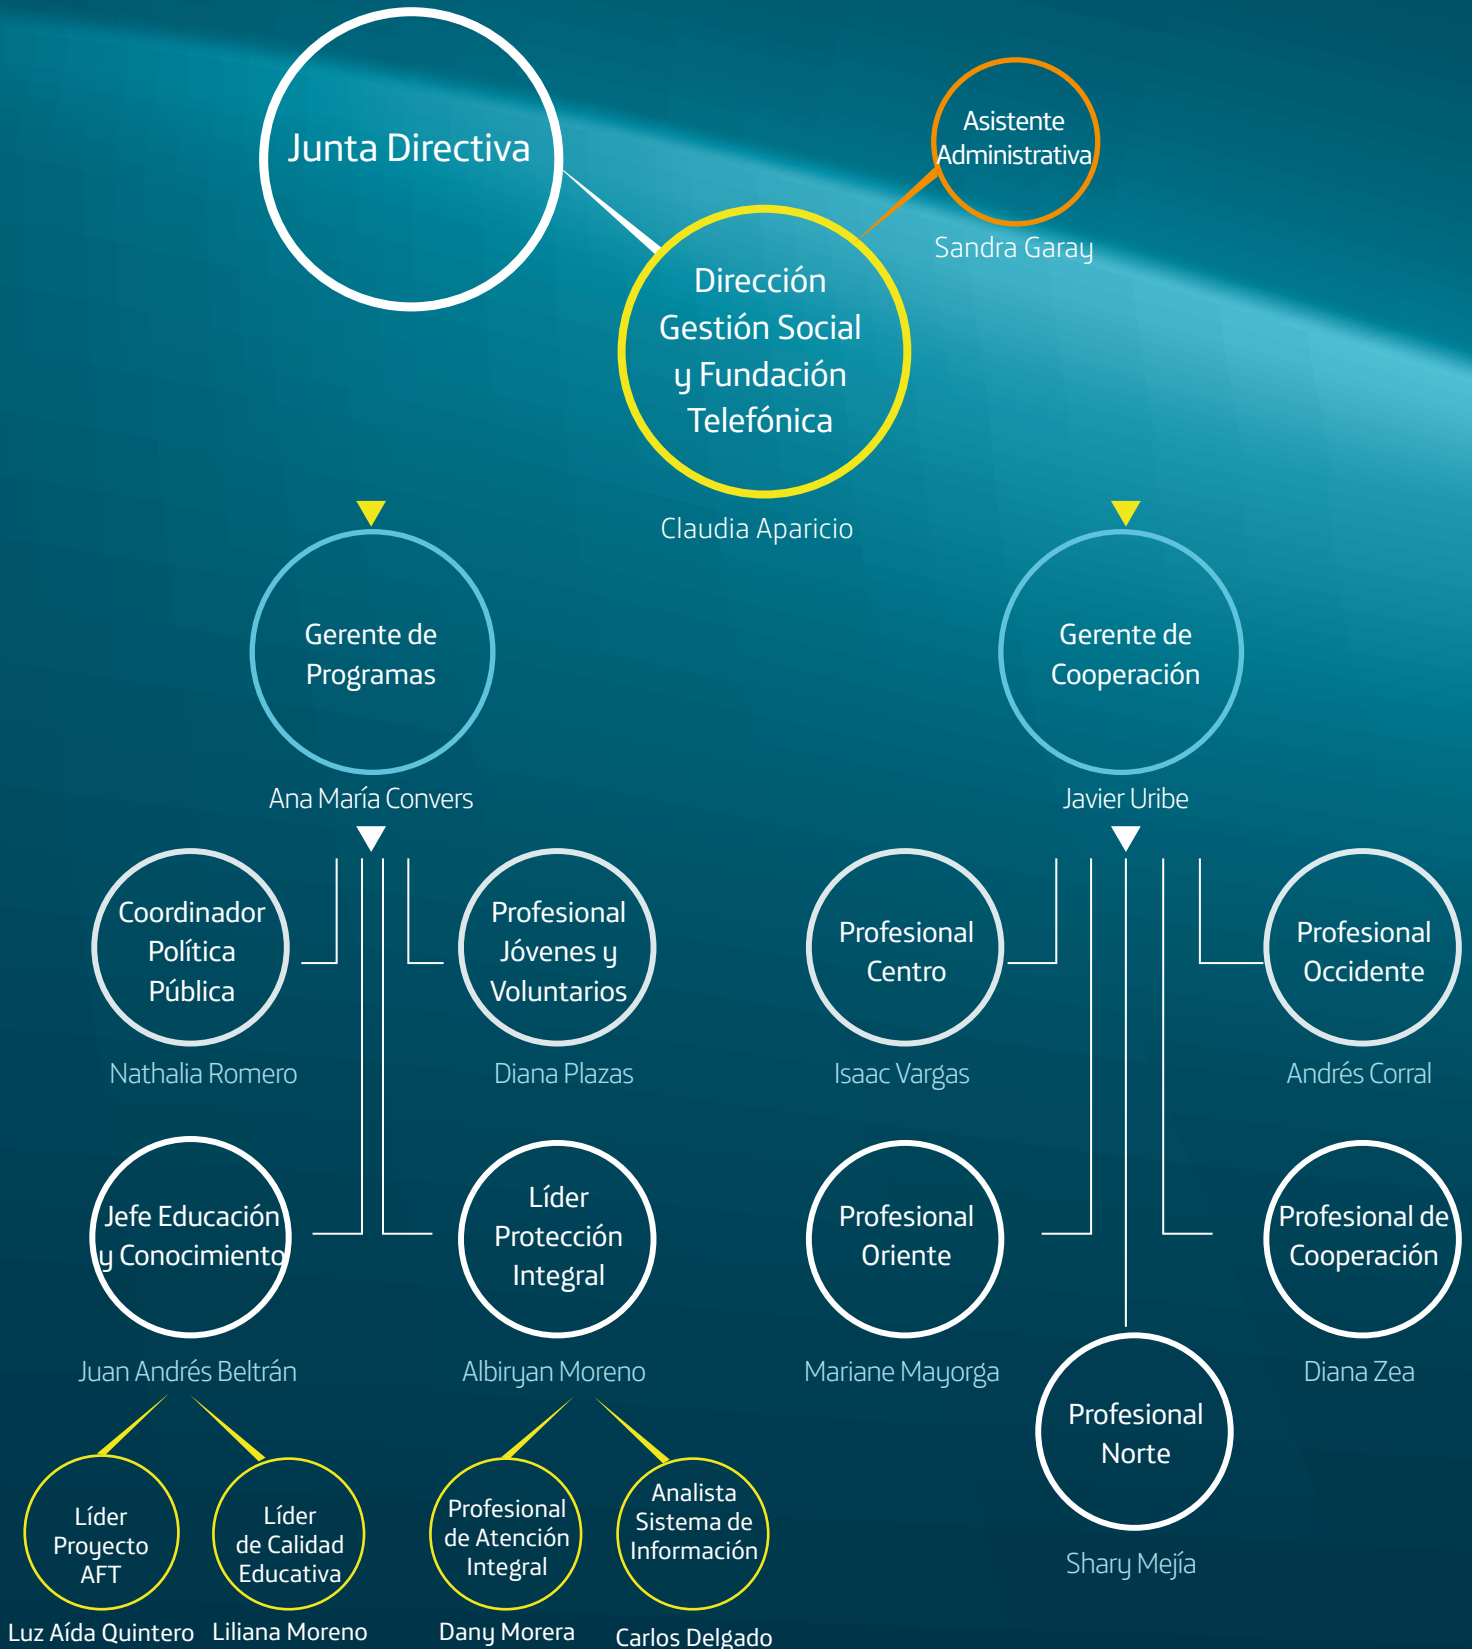 Junta Directiva
Asistente
Administrativa
Sandra Garay
Dirección
Gestión Social
y Fundación
Telefónica
Claudia Aparicio
Gerente de
Programas
Ana María Convers
Gerente de
Cooperación
Javier Uribe
Coordinador
Política
Pública
Nathalia Romero
Profesional
Jóvenes y
Voluntarios
Diana Plazas
Profesional
Centro
Isaac Vargas
Profesional
Occidente
Andrés Corral
Jefe Educación
y Conocimiento
Juan Andrés Beltrán
Líder
Protección
Integral
Albiryan Moreno
Profesional
Oriente
Mariane Mayorga
Profesional de
Cooperación
Diana Zea
Profesional
Norte
Shary Mejía
Líder
Proyecto
AFT
Luz Aída Quintero
Líder
de Calidad
Educativa
Liliana Moreno
Profesional
de Atención
Integral
Dany Morera
Analista
Sistema de
Información
Carlos Delgado